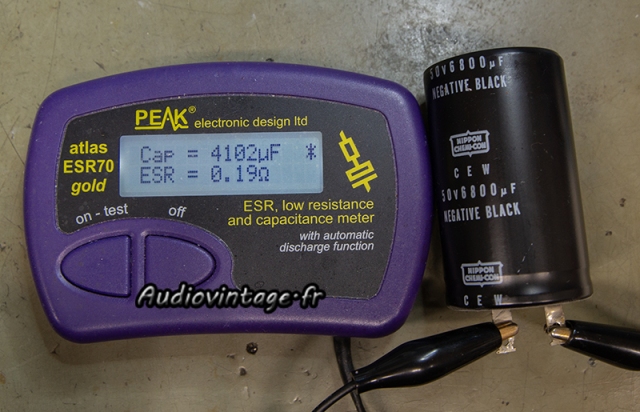 PEAK® electronic design ltd
atlas
ESR70
gold
Cap = 4102µF *
ESR = 0.19Ω
on - test
off
ESR, low resistance
and capacitance meter
with automatic
discharge function
Audiovintage.fr
50V6800µF
NEGATIVE BLACK
NIPPON
CHEMI-CON
CEW
50V6800µF
NEGATIVE BLACK
NIPPON
CHEMI-CON
CEW